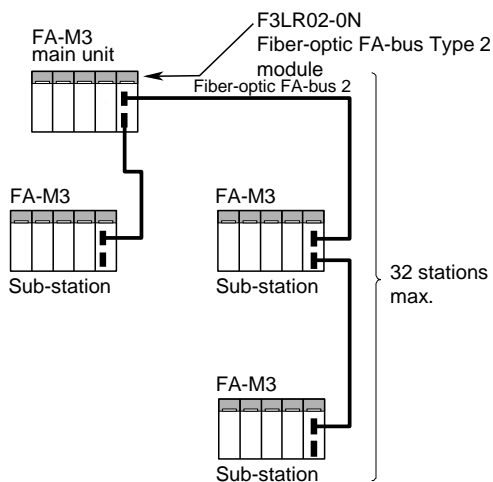 F3LR02-0N
Fiber-optic FA-bus Type 2
module
FA-M3
main unit
Fiber-optic FA-bus 2
FA-M3
Sub-station
FA-M3
Sub-station
32 stations
max.
FA-M3
Sub-station